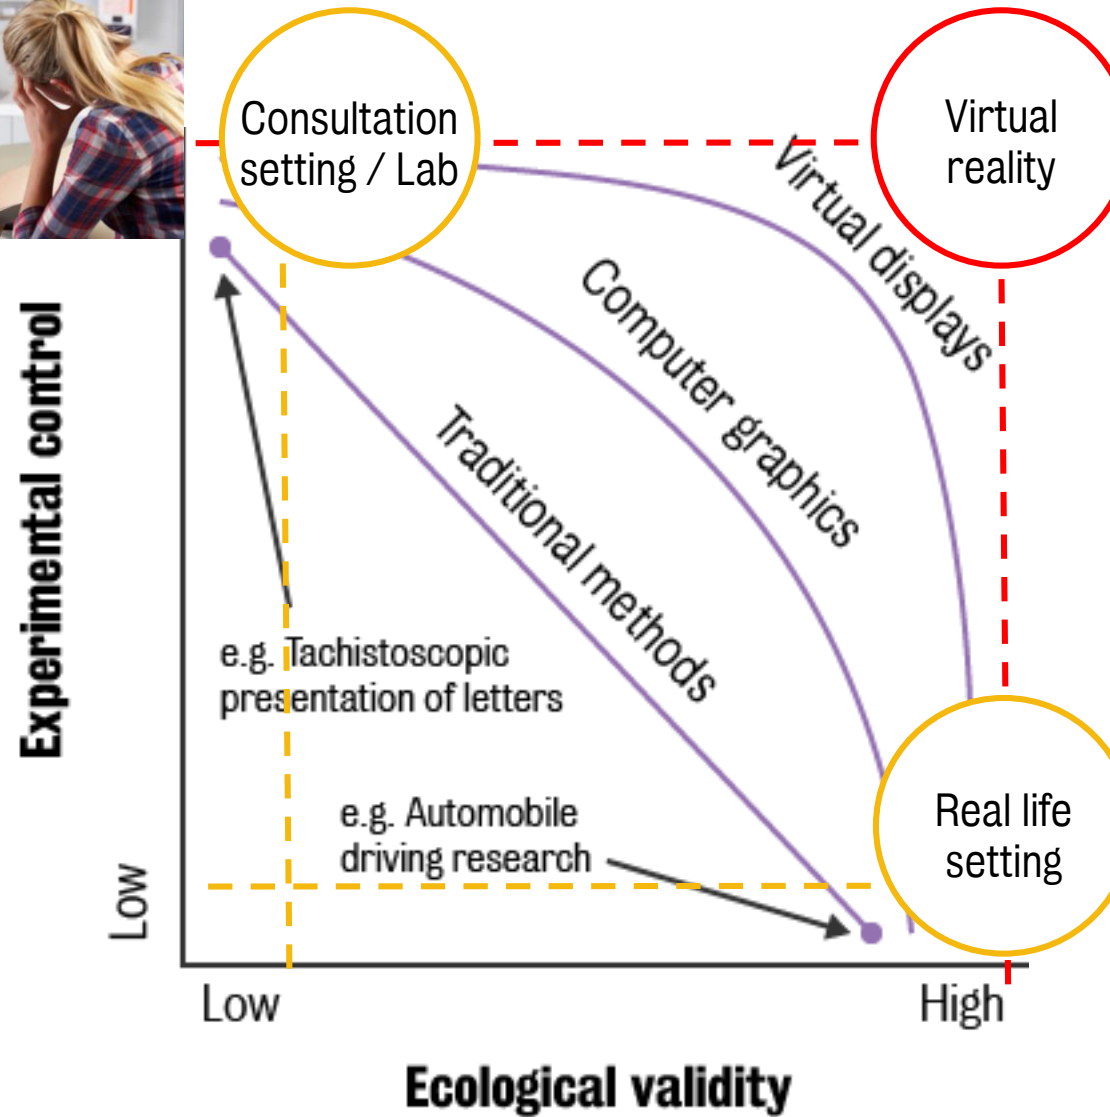 Consultation
setting / Lab
Virtual
reality
Virtual displays
Computer graphics
Traditional methods
Experimental control
e.g. Tachistoscopic
presentation of letters
e.g. Automobile
driving research
Real life
setting
Low
Low
High
Ecological validity